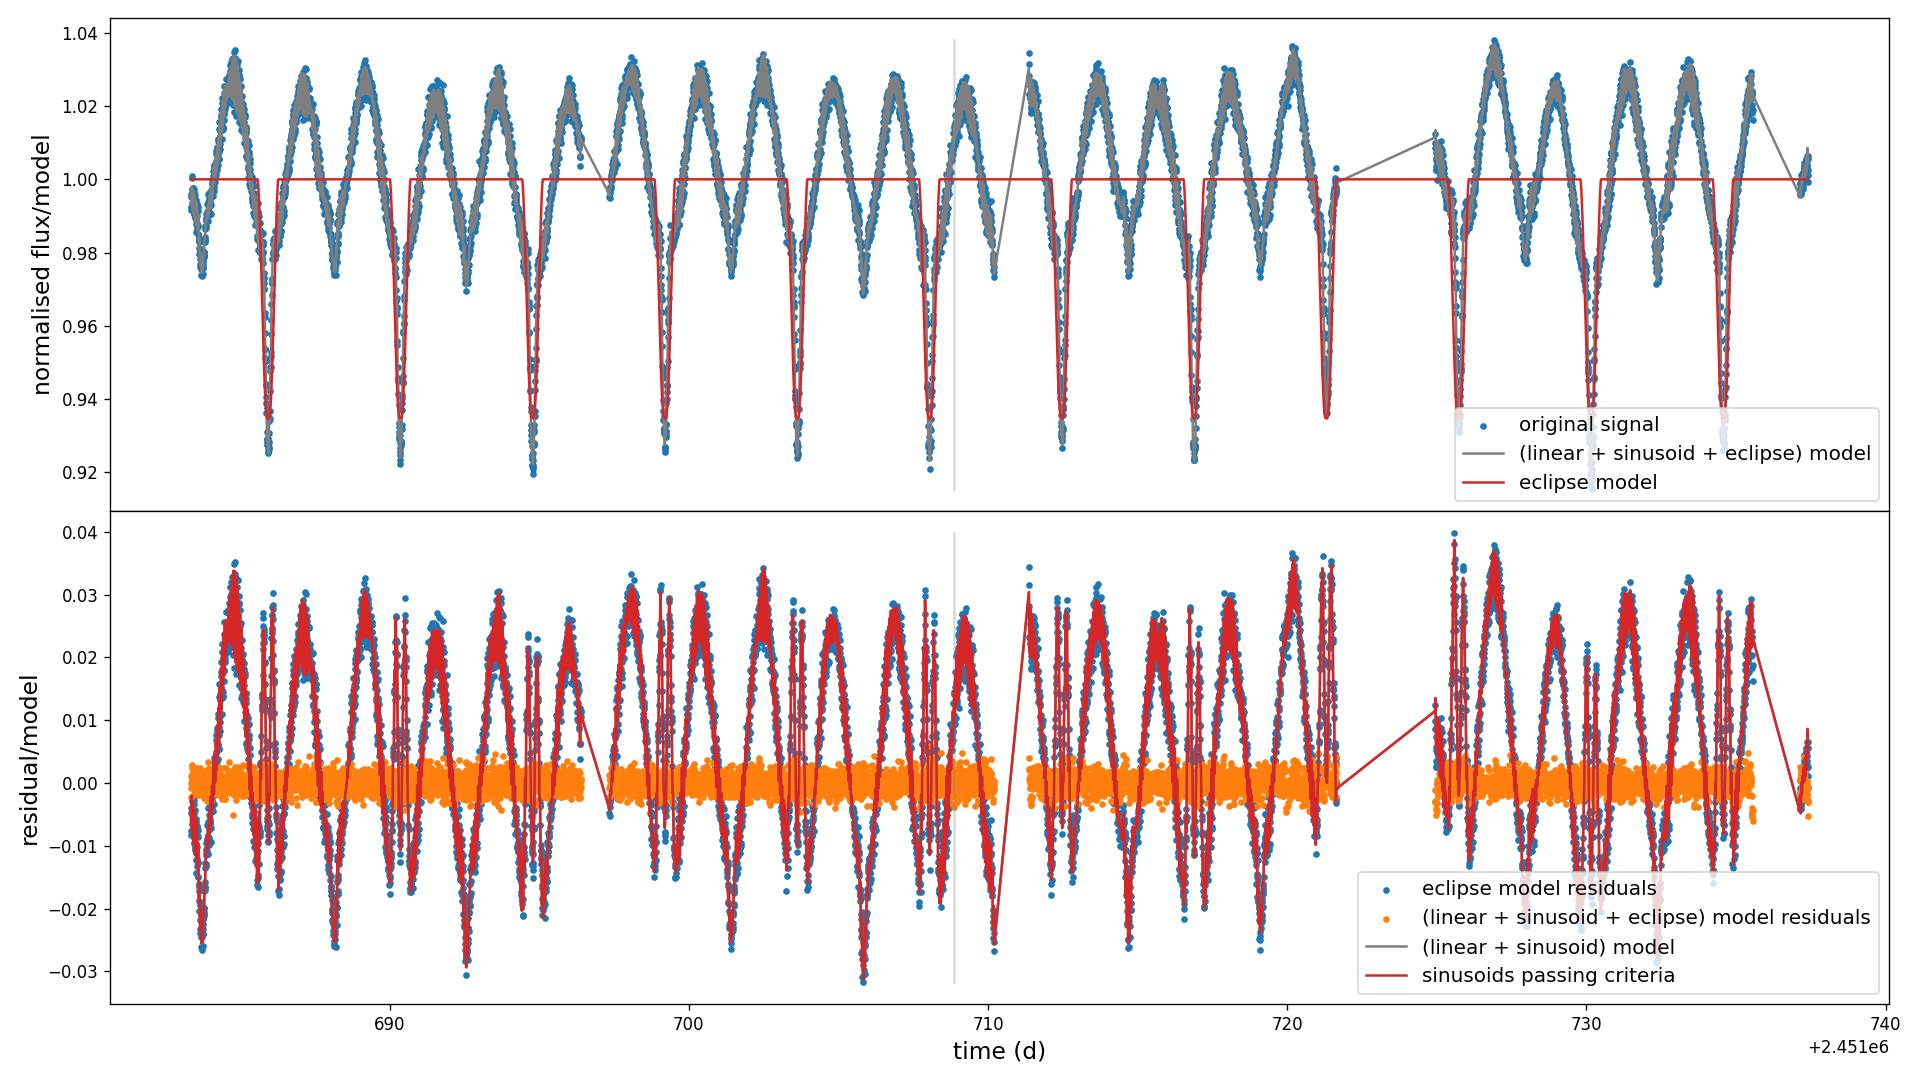 1.04
1.02
1.00
0.98
0.96
0.94
0.92
normalised flux/model
original signal
(linear + sinusoid + eclipse) model
eclipse model
0.04
0.03
0.02
0.01
0.00
−0.01
−0.02
−0.03
residual/model
eclipse model residuals
(linear + sinusoid + eclipse) model residuals
(linear + sinusoid) model
sinusoids passing criteria
690
700
710
720
730
740
time (d)
+2.451e6